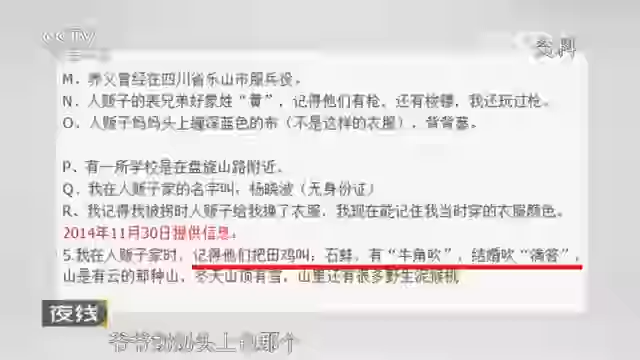 CCTV
资料
M、养父曾经在四川省乐山市服兵役。
N、人贩子的表兄弟好象姓“黄”，记得他们有枪，还有梭镖，我还玩过枪。
O、人贩子妈妈头上缠深蓝色的布（不是这样的衣服），背背篓。
P、有一所学校是在盘旋山路附近。
Q、我在人贩子家的名字叫，杨晓波（无身份证）
R、我记得我被拐时人贩子给我换了衣服，我现在能记住我当时穿的衣服颜色。
2014年11月30日提供信息。
5.我在人贩子家时，记得他们把田鸡叫：石蚌，有“牛角吹”，结婚吹“滴答”，
山是有云的那种山，冬天山顶有雪，山里还有很多野生泥猴桃
夜线
头上 那个